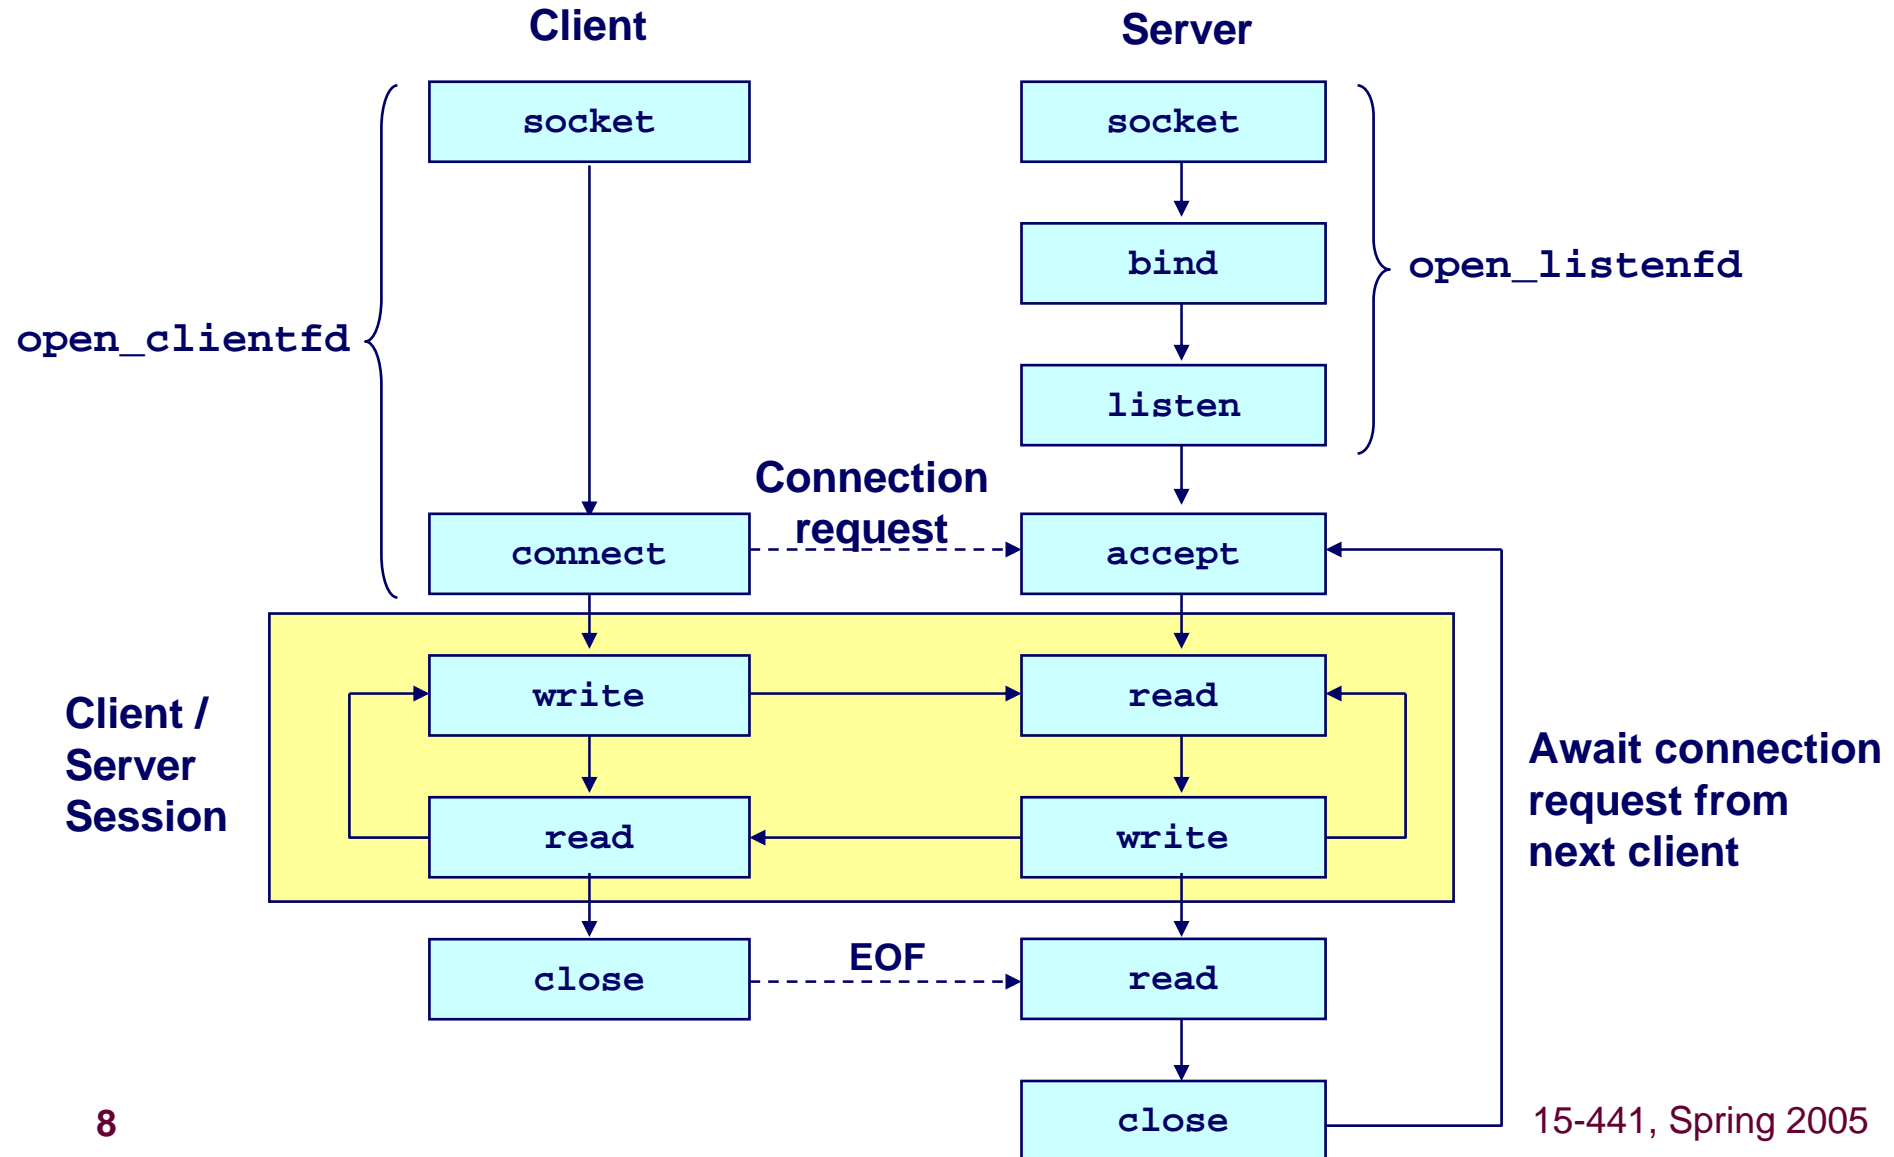 Client
Server
socket
socket
bind
open_listenfd
open_clientfd
listen
Connection
request
connect
accept
Client /
Server
Session
write
read
Await connection
request from
next client
read
write
close
EOF
read
close
8
15-441, Spring 2005